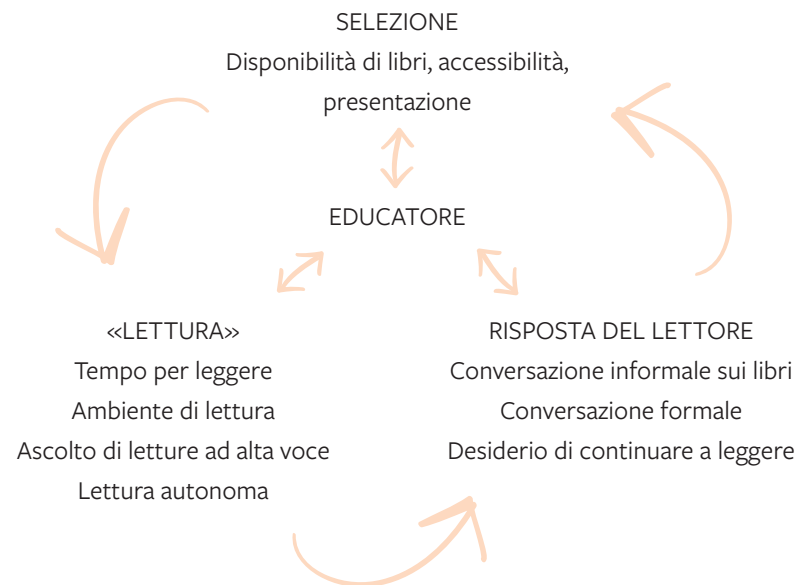 SELEZIONE
Disponibilità di libri, accessibilità,
presentazione
EDUCATORE
«LETTURA»
Tempo per leggere
Ambiente di lettura
Ascolto di letture ad alta voce
Lettura autonoma
RISPOSTA DEL LETTORE
Conversazione informale sui libri
Conversazione formale
Desiderio di continuare a leggere